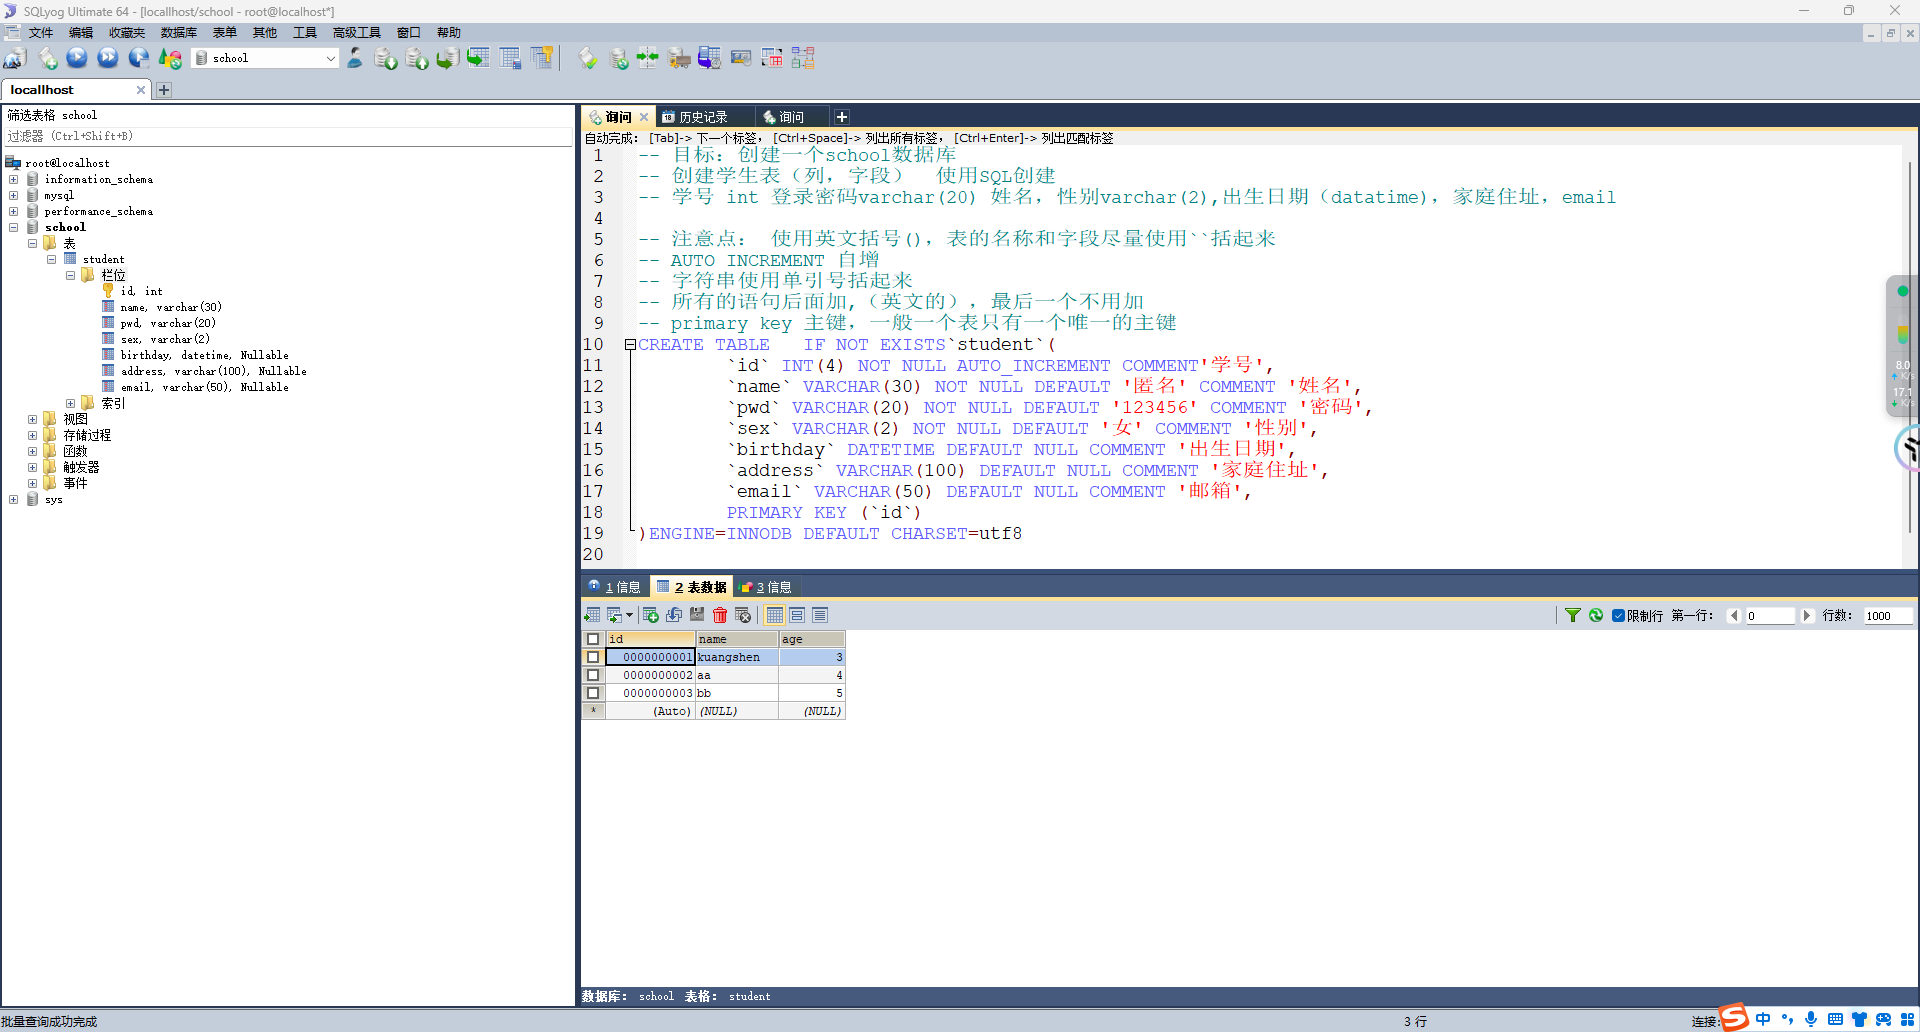 SQLyog Ultimate 64 - [locallhost/school - root@localhost*]
文件 编辑 收藏夹 数据库 表单 其他 工具 高级工具 窗口 帮助
school
locallhost
筛选表格 school
过滤器 (Ctrl+Shift+B)
root@localhost
information_schema
mysql
performance_schema
school
表
student
栏位
id, int
name, varchar(30)
pwd, varchar(20)
sex, varchar(2)
birthday, datetime, Nullable
address, varchar(100), Nullable
email, varchar(50), Nullable
索引
视图
存储过程
函数
触发器
事件
sys
询问 历史记录 询问
自动完成： [Tab]-> 下一个标签， [Ctrl+Space]-> 列出所有标签， [Ctrl+Enter]-> 列出匹配标签
1 -- 目标：创建一个school数据库
2 -- 创建学生表（列，字段） 使用SQL创建
3 -- 学号 int 登录密码varchar(20) 姓名，性别varchar(2),出生日期（datatime），家庭住址，email
4
5 -- 注意点： 使用英文括号()，表的名称和字段尽量使用``括起来
6 -- AUTO INCREMENT 自增
7 -- 字符串使用单引号括起来
8 -- 所有的语句后面加,（英文的），最后一个不用加
9 -- primary key 主键，一般一个表只有一个唯一的主键
10 CREATE TABLE IF NOT EXISTS`student`(
11 `id` INT(4) NOT NULL AUTO_INCREMENT COMMENT'学号',
12 `name` VARCHAR(30) NOT NULL DEFAULT '匿名' COMMENT '姓名',
13 `pwd` VARCHAR(20) NOT NULL DEFAULT '123456' COMMENT '密码',
14 `sex` VARCHAR(2) NOT NULL DEFAULT '女' COMMENT '性别',
15 `birthday` DATETIME DEFAULT NULL COMMENT '出生日期',
16 `address` VARCHAR(100) DEFAULT NULL COMMENT '家庭住址',
17 `email` VARCHAR(50) DEFAULT NULL COMMENT '邮箱',
18 PRIMARY KEY (`id`)
19 )ENGINE=INNODB DEFAULT CHARSET=utf8
20
8.0
K/s
17.1
K/s
1 信息 2 表数据 3 信息
限制行 第一行： 0 行数： 1000
id name age
0000000001 kuangshen 3
0000000002 aa 4
0000000003 bb 5
* (Auto) (NULL) (NULL)
数据库： school 表格： student
批量查询成功完成 3 行 连接:
中